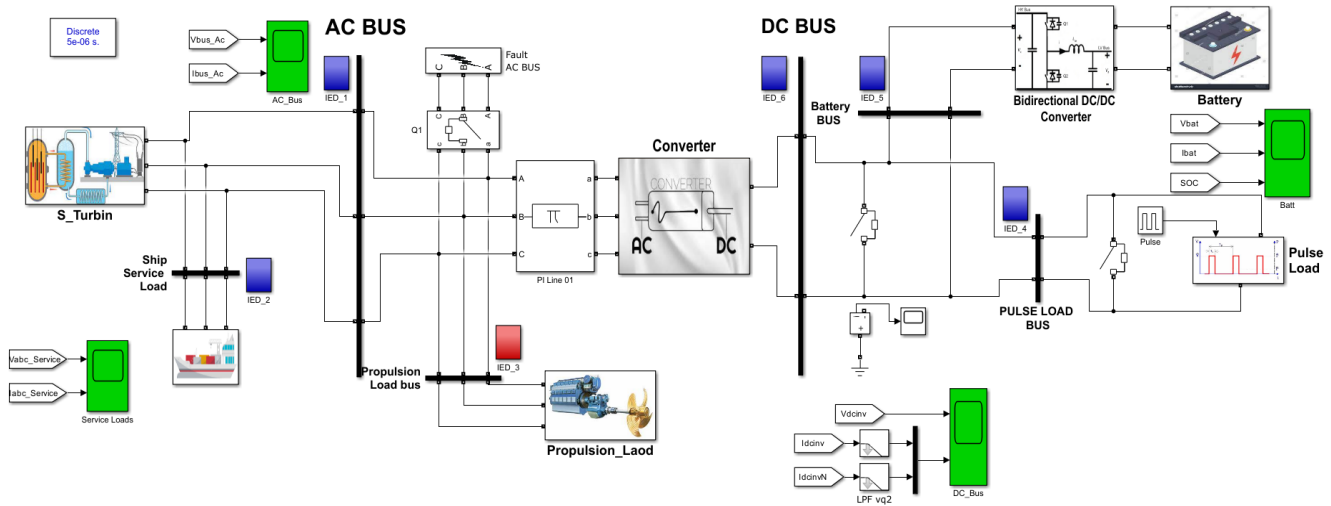 Discrete
5e-06 s.
Vbus_Ac
Ibus_Ac
AC_Bus
AC BUS
IED_1
Fault
AC BUS
C
B
A
C
B
A
Q1
c
b
a
S_Turbin
Ship
Service
Load
IED_2
Vabc_Service
Iabc_Service
Service Loads
Propulsion
Load bus
IED_3
Propulsion_Laod
A
B
C
a
b
c
π
PI Line 01
Converter
CONVERTER
AC
DC
DC BUS
IED_6
Battery
BUS
IED_5
Bidirectional DC/DC
Converter
Battery
Vbat
Ibat
SOC
Batt
IED_4
PULSE LOAD
BUS
Pulse
Pulse
Load
Vdcinv
Idcinv
IdcinvN
LPF vq2
DC_Bus